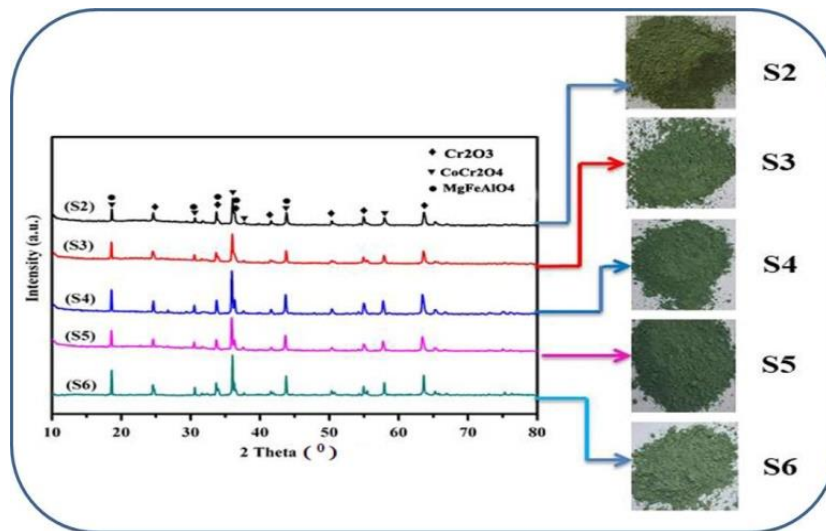 S2
◆ Cr2O3
▼ CoCr2O4
● MgFeAlO4
(S2)
S3
(S3)
S4
(S4)
(S5)
S5
(S6)
S6
Intensity (a.u.)
10 20 30 40 50 60 70 80
2 Theta ( ⁰ )